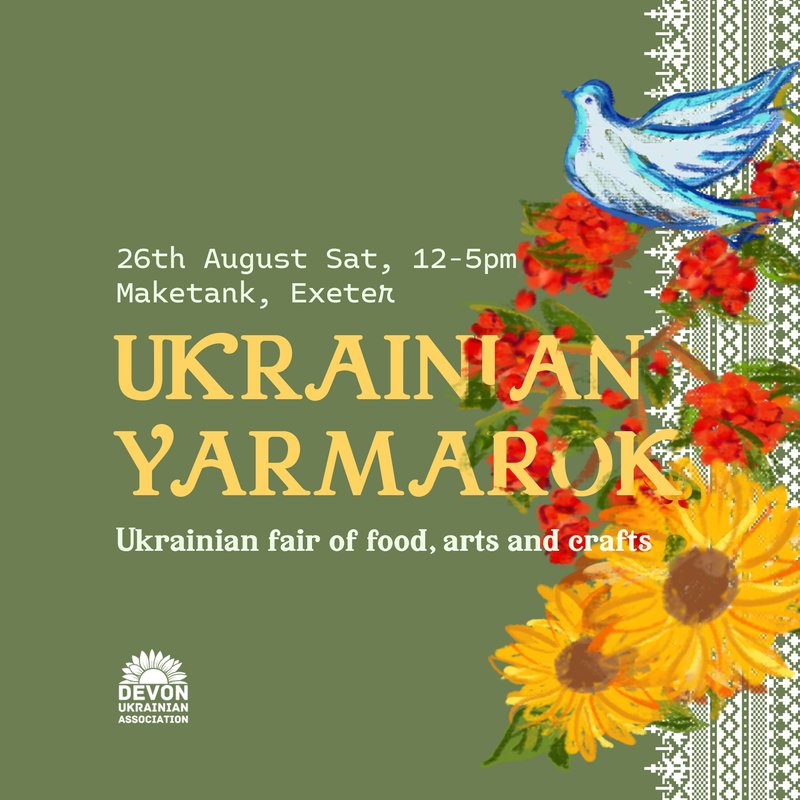 26th August Sat, 12-5pm
Maketank, Exeter
UKRAINIAN
YARMAROK
Ukrainian fair of food, arts and crafts
DEVON
UKRAINIAN
ASSOCIATION